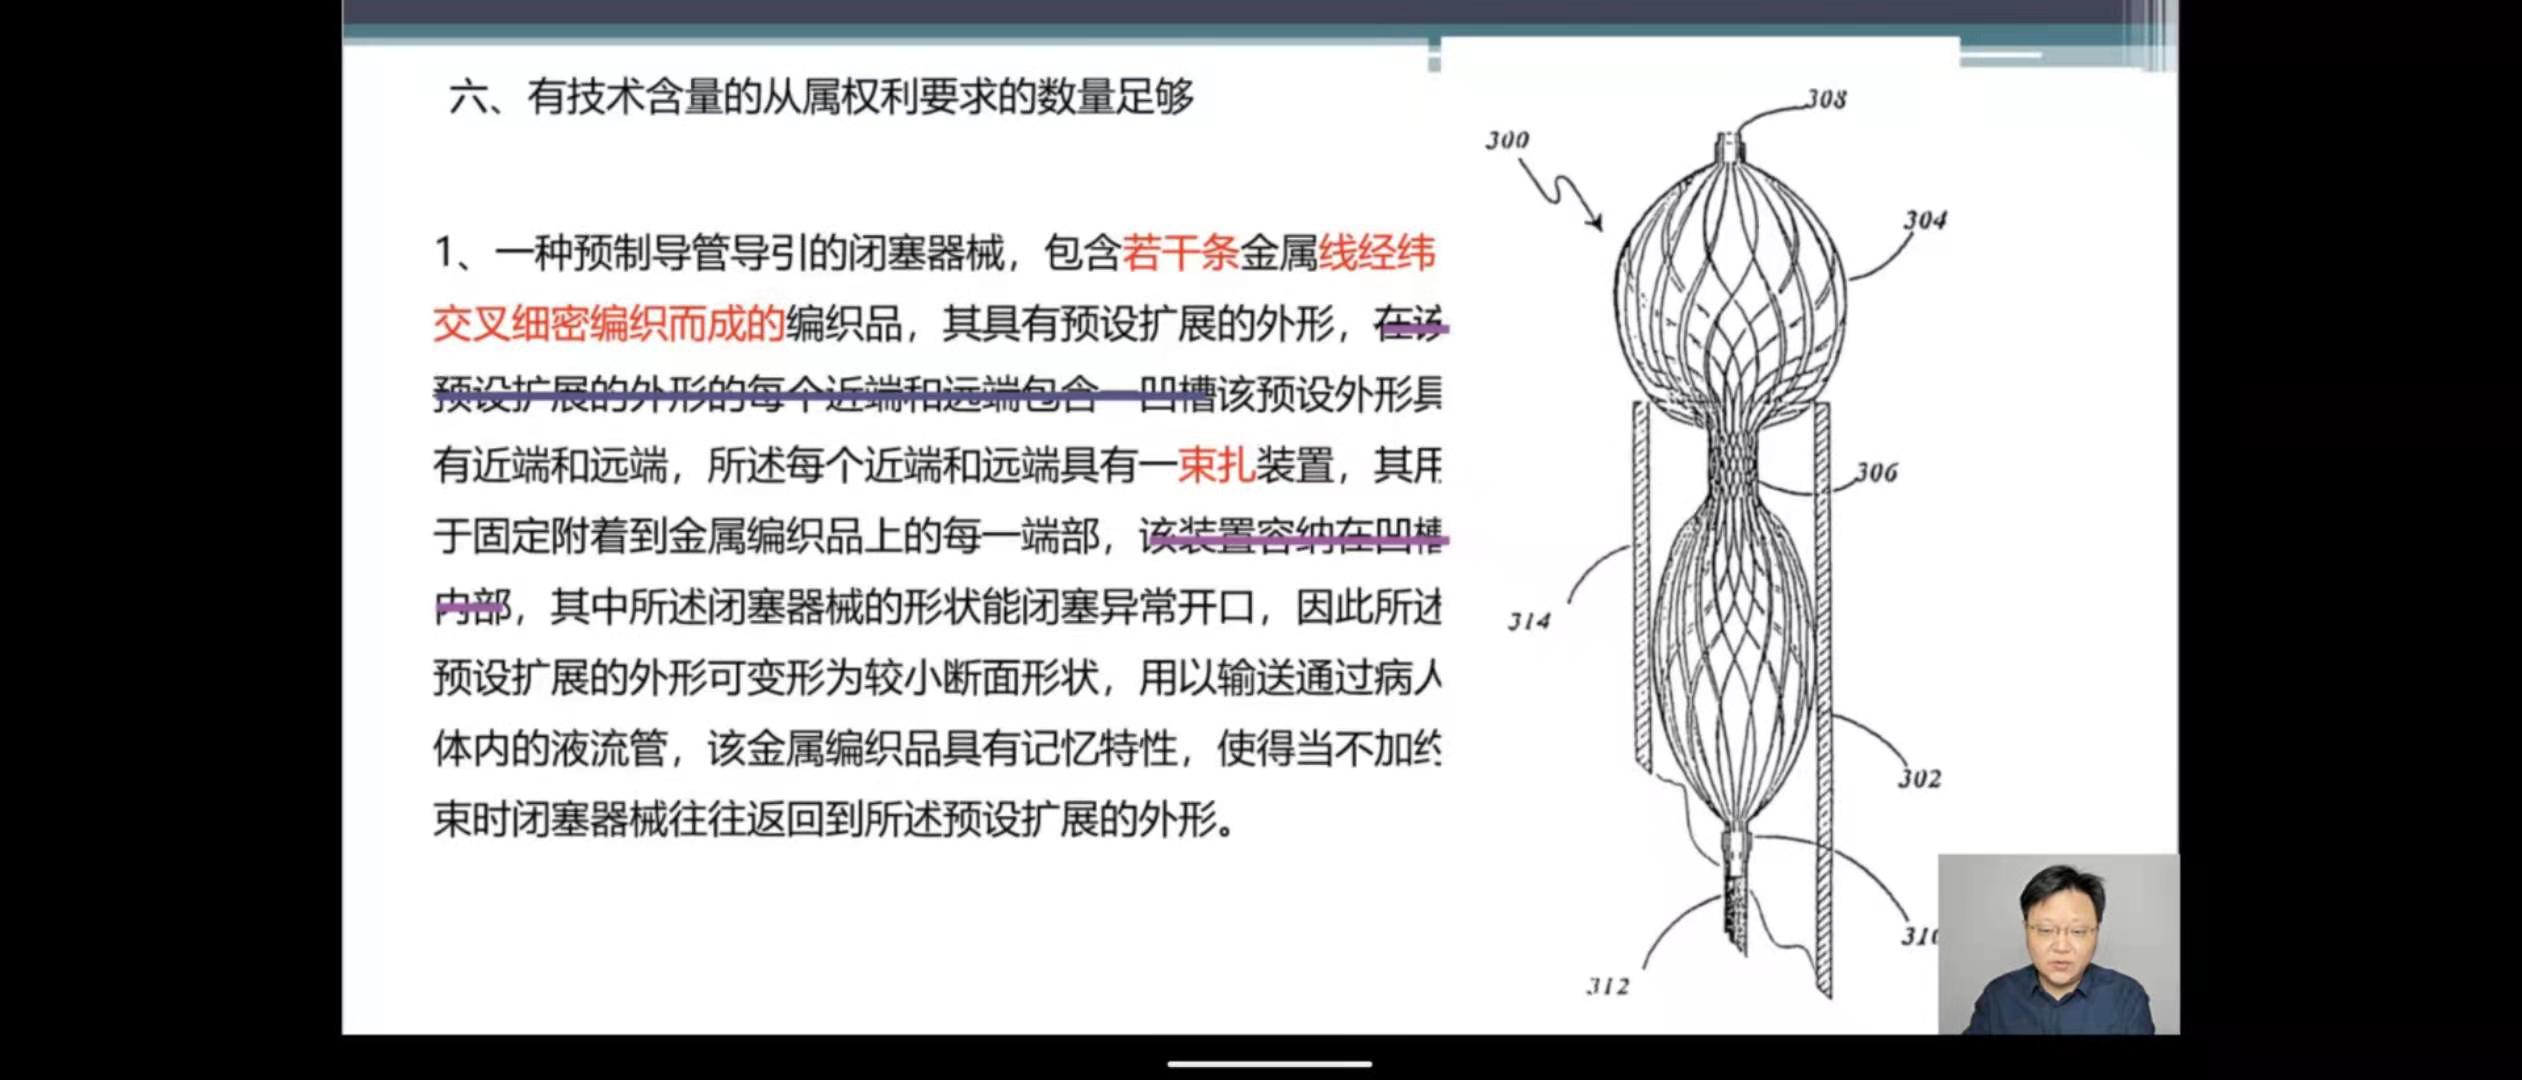 六、有技术含量的从属权利要求的数量足够
1、一种预制导管导引的闭塞器械，包含若干条金属线经纬
交叉细密编织而成的编织品，其具有预设扩展的外形，在该
预设扩展的外形的每个近端和远端包含一凹槽该预设外形具
有近端和远端，所述每个近端和远端具有一束扎装置，其用
于固定附着到金属编织品上的每一端部，该装置容纳在凹槽
内部，其中所述闭塞器械的形状能闭塞异常开口，因此所述
预设扩展的外形可变形为较小断面形状，用以输送通过病人
体内的液流管，该金属编织品具有记忆特性，使得当不加约
束时闭塞器械往往返回到所述预设扩展的外形。
308
300
304
306
314
302
312